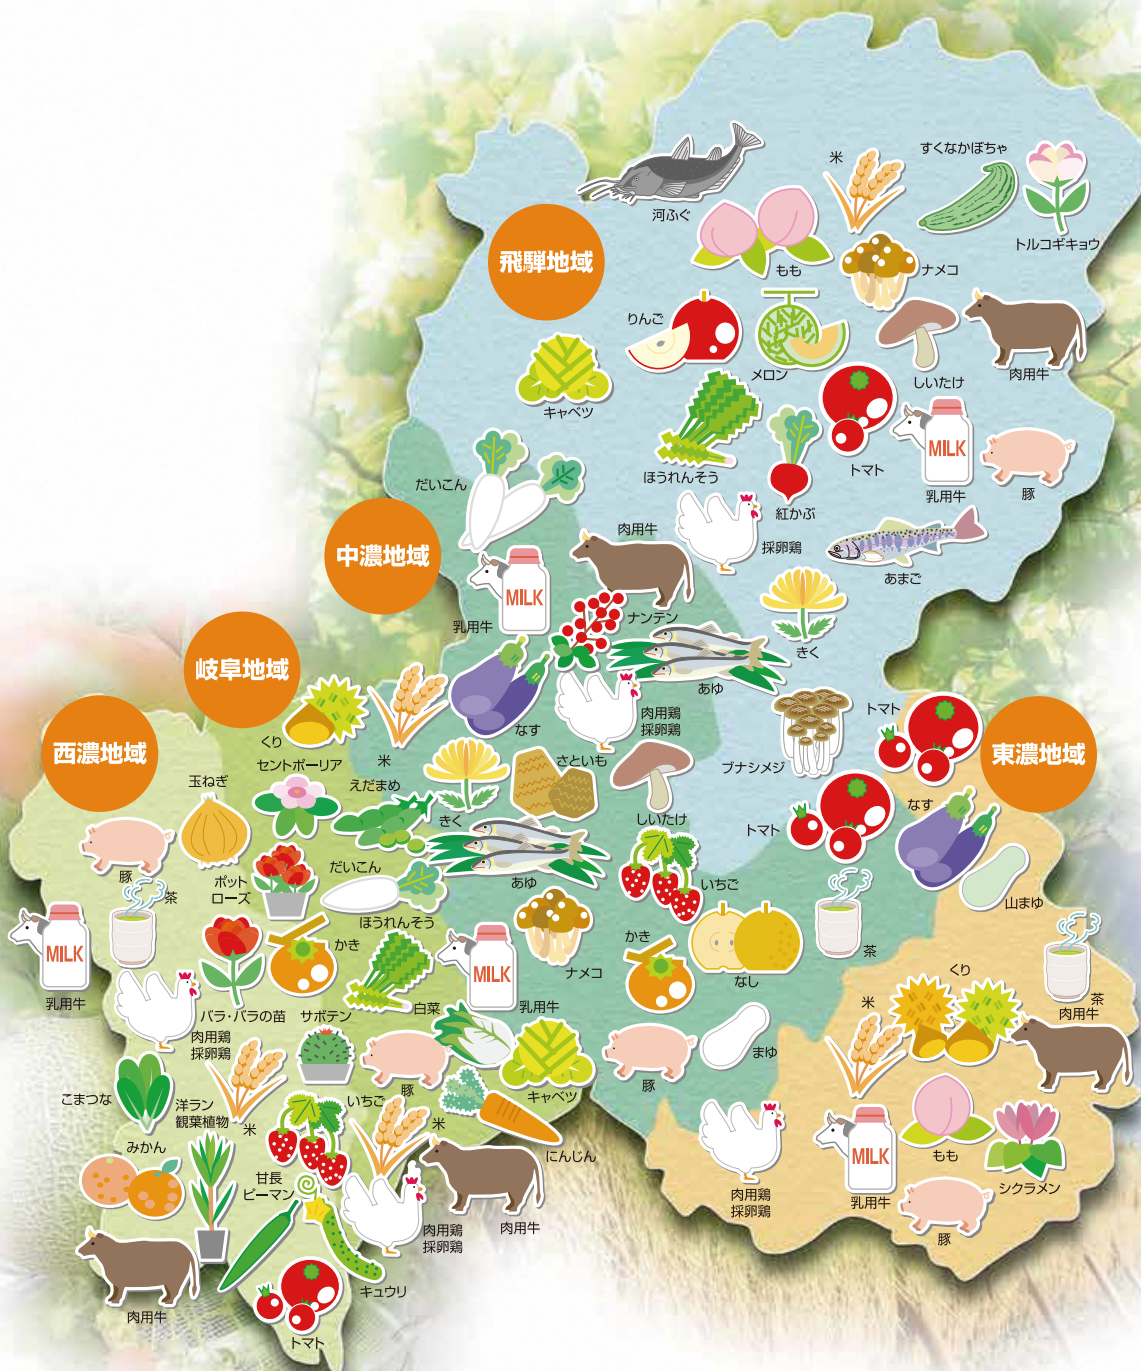 米
すくなかぼちゃ
河ふぐ
トルコギキョウ
飛騨地域
もも
ナメコ
りんご
メロン
しいたけ
肉用牛
キャベツ
トマト
MILK
乳用牛
豚
ほうれんそう
紅かぶ
だいこん
中濃地域
肉用牛
採卵鶏
あまご
MILK
乳用牛
ナンテン
きく
あゆ
岐阜地域
くり
米
なす
肉用鶏
採卵鶏
ブナシメジ
トマト
東濃地域
西濃地域
玉ねぎ
セントポーリア
えだまめ
きく
さといも
しいたけ
トマト
なす
豚
茶
ポット
ローズ
だいこん
あゆ
いちご
山まゆ
MILK
乳用牛
ほうれんそう
かき
白菜
MILK
乳用牛
ナメコ
かき
なし
茶
くり
茶
肉用牛
バラ・バラの苗
サボテン
肉用鶏
採卵鶏
豚
キャベツ
豚
まゆ
米
こまつな
洋ラン
観葉植物
米
いちご
米
にんじん
みかん
甘長
ピーマン
肉用鶏
採卵鶏
肉用牛
肉用鶏
採卵鶏
MILK
乳用牛
もも
シクラメン
豚
肉用牛
キュウリ
トマト